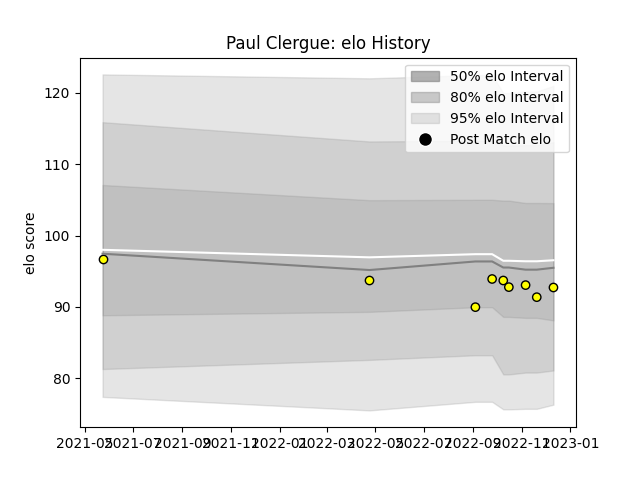 Paul Clergue: elo History
50% elo Interval
80% elo Interval
95% elo Interval
Post Match elo
elo score
120
110
100
90
80
2021-05 2021-07 2021-09 2021-11 2022-01 2022-03 2022-05 2022-07 2022-09 2022-11 2023-01